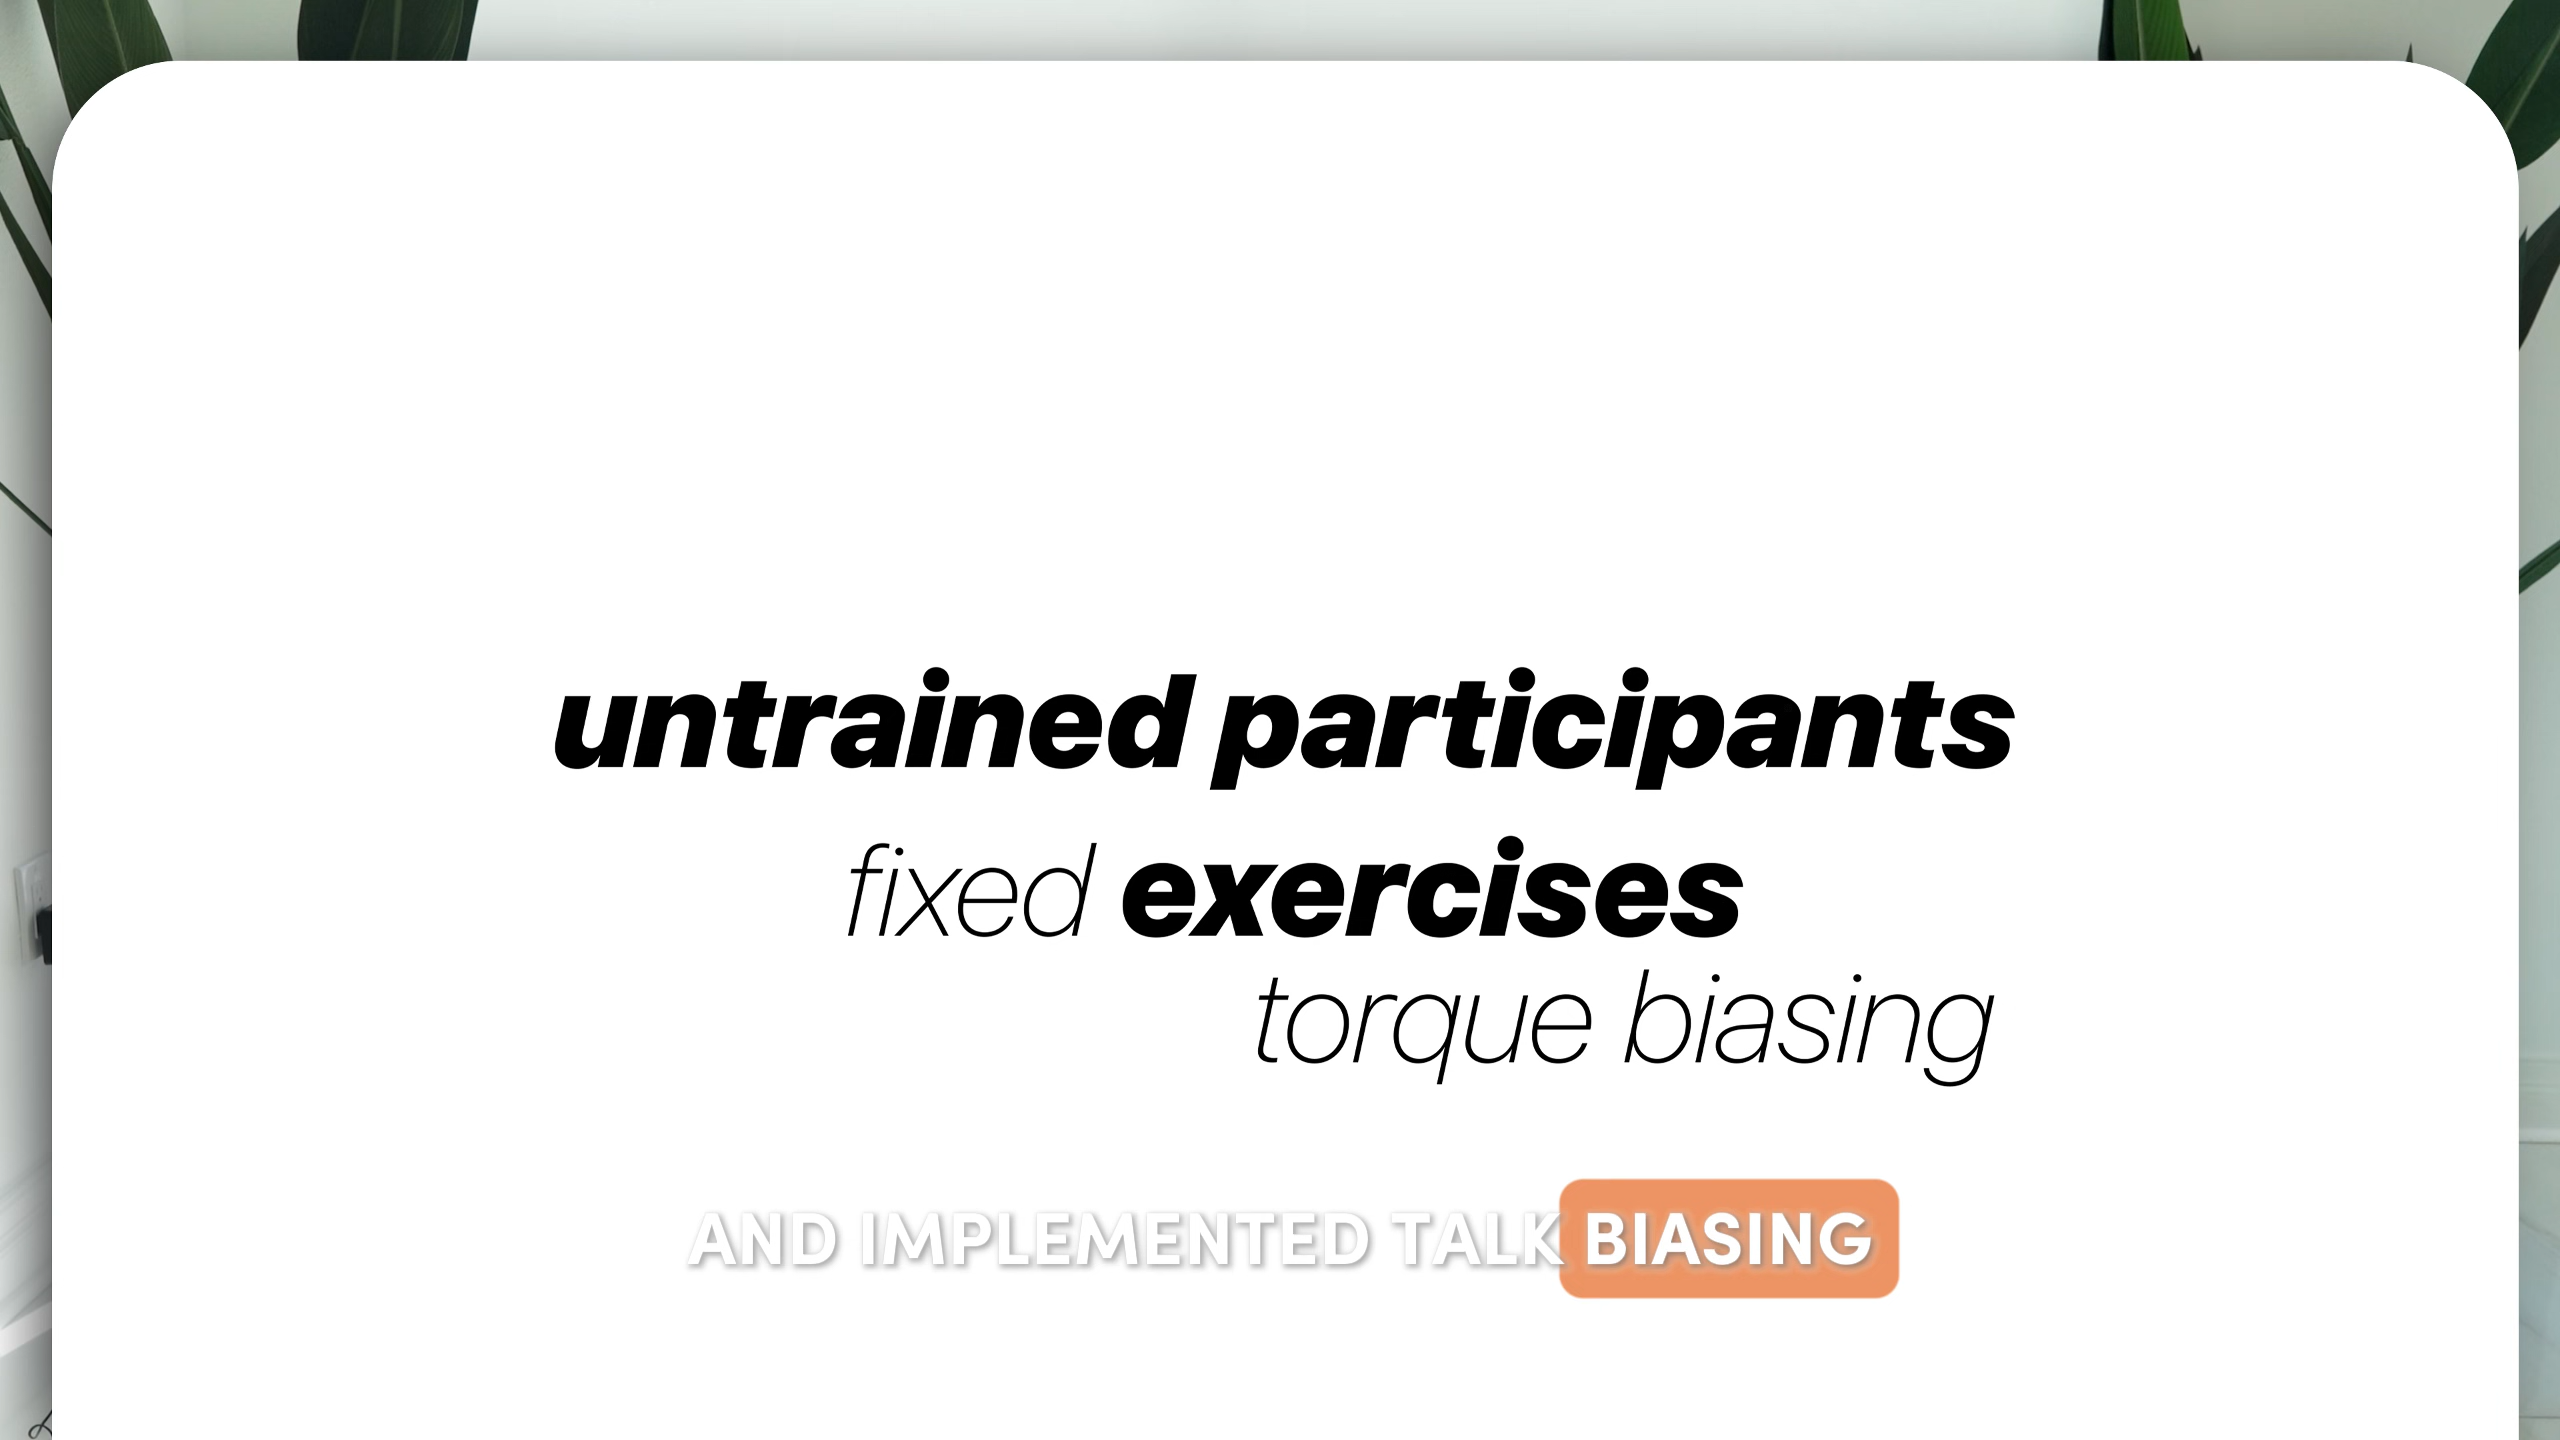 untrained participants
fixed exercises
torque biasing
AND IMPLEMENTED TALK BIASING